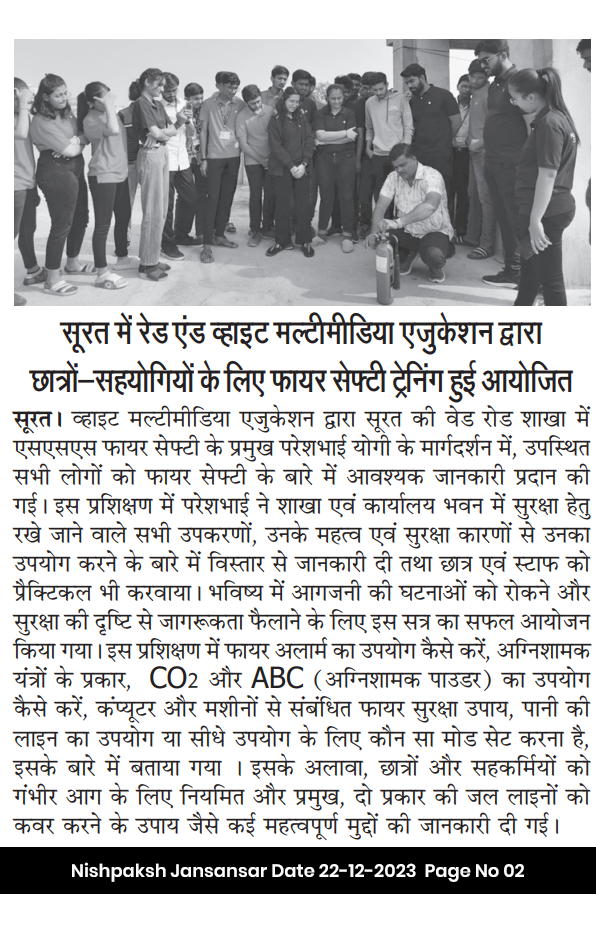 सूरत में रेड एंड व्हाइट मल्टीमीडिया एजुकेशन द्वारा
छात्रों–सहयोगियों के लिए फायर सेफ्टी ट्रेनिंग हुई आयोजित
सूरत। व्हाइट मल्टीमीडिया एजुकेशन द्वारा सूरत की वेड रोड शाखा में
एसएसएस फायर सेफ्टी के प्रमुख परेशभाई योगी के मार्गदर्शन में, उपस्थित
सभी लोगों को फायर सेफ्टी के बारे में आवश्यक जानकारी प्रदान की
गई। इस प्रशिक्षण में परेशभाई ने शाखा एवं कार्यालय भवन में सुरक्षा हेतु
रखे जाने वाले सभी उपकरणों, उनके महत्व एवं सुरक्षा कारणों से उनका
उपयोग करने के बारे में विस्तार से जानकारी दी तथा छात्र एवं स्टाफ को
प्रैक्टिकल भी करवाया। भविष्य में आगजनी की घटनाओं को रोकने और
सुरक्षा की दृष्टि से जागरूकता फैलाने के लिए इस सत्र का सफल आयोजन
किया गया। इस प्रशिक्षण में फायर अलार्म का उपयोग कैसे करें, अग्निशामक
यंत्रों के प्रकार, CO2 और ABC (अग्निशामक पाउडर) का उपयोग
कैसे करें, कंप्यूटर और मशीनों से संबंधित फायर सुरक्षा उपाय, पानी की
लाइन का उपयोग या सीधे उपयोग के लिए कौन सा मोड सेट करना है,
इसके बारे में बताया गया । इसके अलावा, छात्रों और सहकर्मियों को
गंभीर आग के लिए नियमित और प्रमुख, दो प्रकार की जल लाइनों को
कवर करने के उपाय जैसे कई महत्वपूर्ण मुद्दों की जानकारी दी गई।
Nishpaksh Jansansar Date 22-12-2023 Page No 02